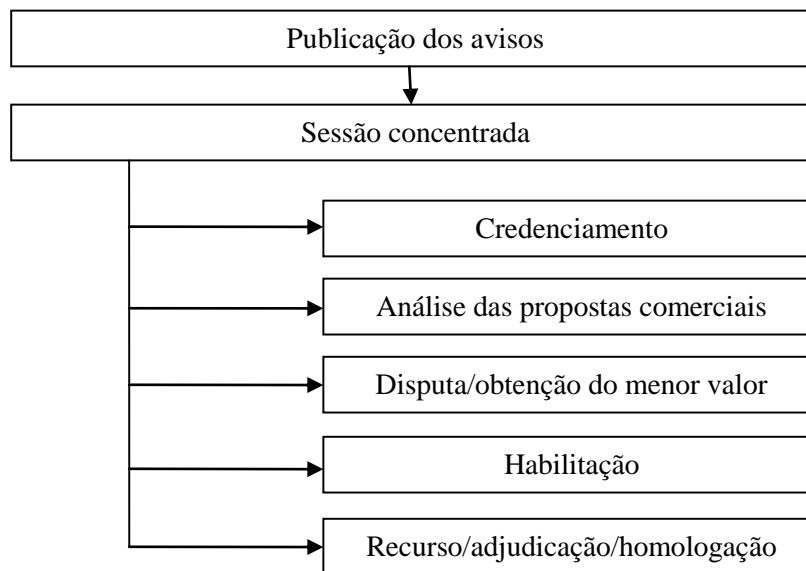 Publicação dos avisos
Sessão concentrada
Credenciamento
Análise das propostas comerciais
Disputa/obtenção do menor valor
Habilitação
Recurso/adjudicação/homologação